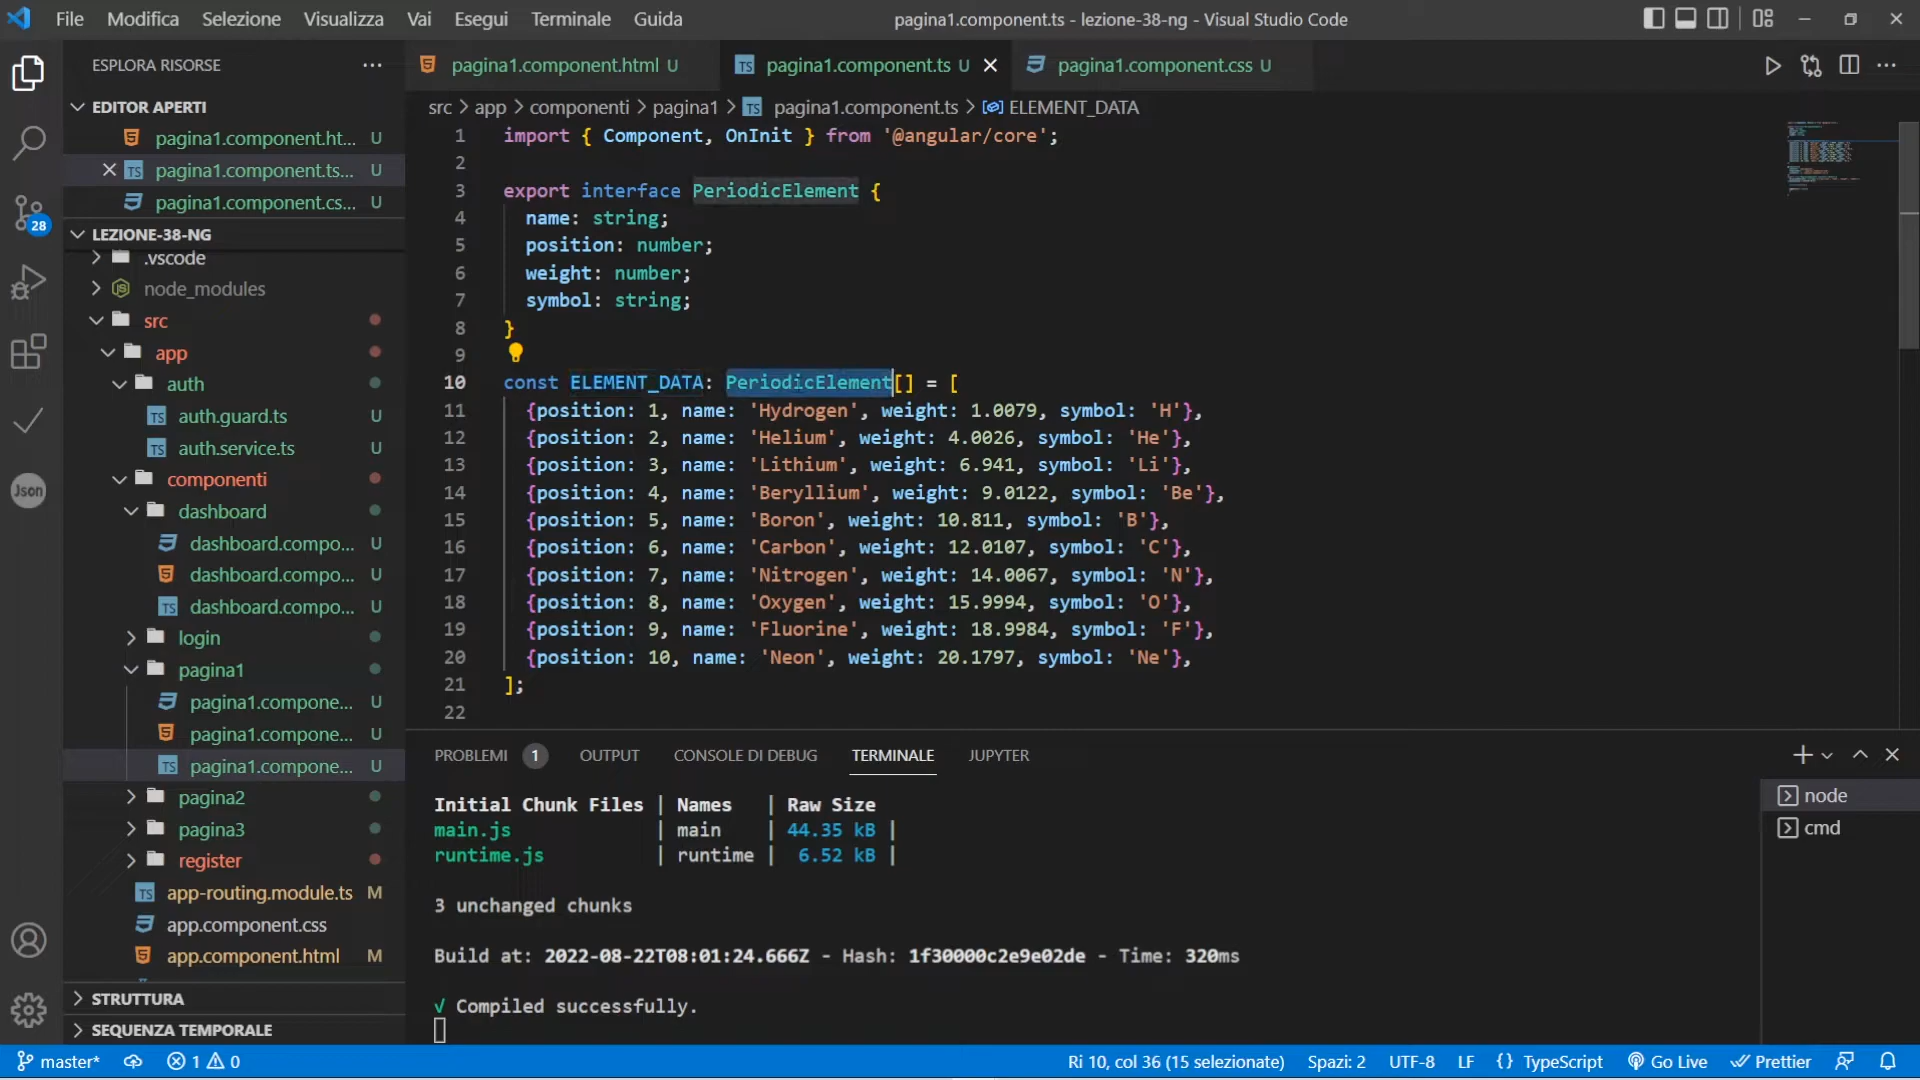 File Modifica Selezione Visualizza Vai Esegui Terminale Guida
pagina1.component.ts - lezione-38-ng - Visual Studio Code
ESPLORA RISORSE
EDITOR APERTI
pagina1.component.ht... U
pagina1.component.ts... U
pagina1.component.cs... U
LEZIONE-38-NG
.vscode
node_modules
src
app
auth
auth.guard.ts U
auth.service.ts U
componenti
dashboard
dashboard.compo... U
dashboard.compo... U
dashboard.compo... U
login
pagina1
pagina1.compone... U
pagina1.compone... U
pagina1.compone... U
pagina2
pagina3
register
app-routing.module.ts M
app.component.css
app.component.html M
STRUTTURA
SEQUENZA TEMPORALE
28
Json
pagina1.component.html U
pagina1.component.ts U
pagina1.component.css U
src > app > componenti > pagina1 > TS pagina1.component.ts > ELEMENT_DATA
1 import { Component, OnInit } from '@angular/core';
2
3 export interface PeriodicElement {
4 name: string;
5 position: number;
6 weight: number;
7 symbol: string;
8 }
9
10 const ELEMENT_DATA: PeriodicElement[] = [
11 {position: 1, name: 'Hydrogen', weight: 1.0079, symbol: 'H'},
12 {position: 2, name: 'Helium', weight: 4.0026, symbol: 'He'},
13 {position: 3, name: 'Lithium', weight: 6.941, symbol: 'Li'},
14 {position: 4, name: 'Beryllium', weight: 9.0122, symbol: 'Be'},
15 {position: 5, name: 'Boron', weight: 10.811, symbol: 'B'},
16 {position: 6, name: 'Carbon', weight: 12.0107, symbol: 'C'},
17 {position: 7, name: 'Nitrogen', weight: 14.0067, symbol: 'N'},
18 {position: 8, name: 'Oxygen', weight: 15.9994, symbol: 'O'},
19 {position: 9, name: 'Fluorine', weight: 18.9984, symbol: 'F'},
20 {position: 10, name: 'Neon', weight: 20.1797, symbol: 'Ne'},
21 ];
22
PROBLEMI 1 OUTPUT CONSOLE DI DEBUG TERMINALE JUPYTER
Initial Chunk Files | Names | Raw Size
main.js | main | 44.35 kB |
runtime.js | runtime | 6.52 kB |
3 unchanged chunks
Build at: 2022-08-22T08:01:24.666Z - Hash: 1f30000c2e9e02de - Time: 320ms
√ Compiled successfully.
node
cmd
master* 1 0 Ri 10, col 36 (15 selezionate) Spazi: 2 UTF-8 LF {} TypeScript Go Live Prettier